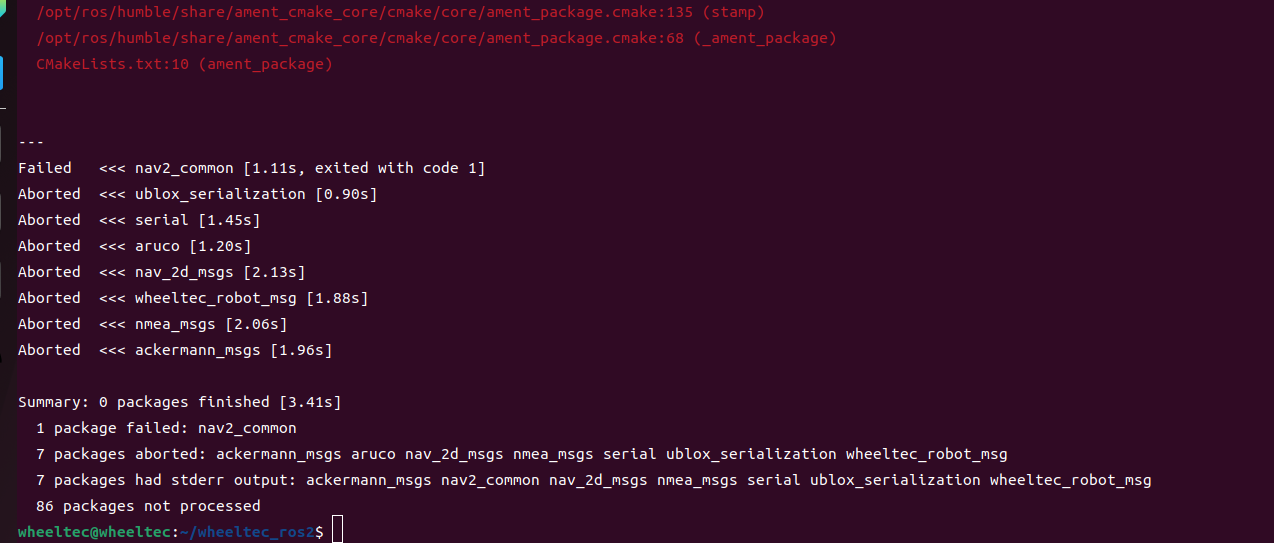 /opt/ros/humble/share/ament_cmake_core/cmake/core/ament_package.cmake:135 (stamp)
/opt/ros/humble/share/ament_cmake_core/cmake/core/ament_package.cmake:68 (_ament_package)
CMakeLists.txt:10 (ament_package)
---
Failed   <<< nav2_common [1.11s, exited with code 1]
Aborted  <<< ublox_serialization [0.90s]
Aborted  <<< serial [1.45s]
Aborted  <<< aruco [1.20s]
Aborted  <<< nav_2d_msgs [2.13s]
Aborted  <<< wheeltec_robot_msg [1.88s]
Aborted  <<< nmea_msgs [2.06s]
Aborted  <<< ackermann_msgs [1.96s]
Summary: 0 packages finished [3.41s]
1 package failed: nav2_common
7 packages aborted: ackermann_msgs aruco nav_2d_msgs nmea_msgs serial ublox_serialization wheeltec_robot_msg
7 packages had stderr output: ackermann_msgs nav2_common nav_2d_msgs nmea_msgs serial ublox_serialization wheeltec_robot_msg
86 packages not processed
wheeltec@wheeltec:~/wheeltec_ros2$